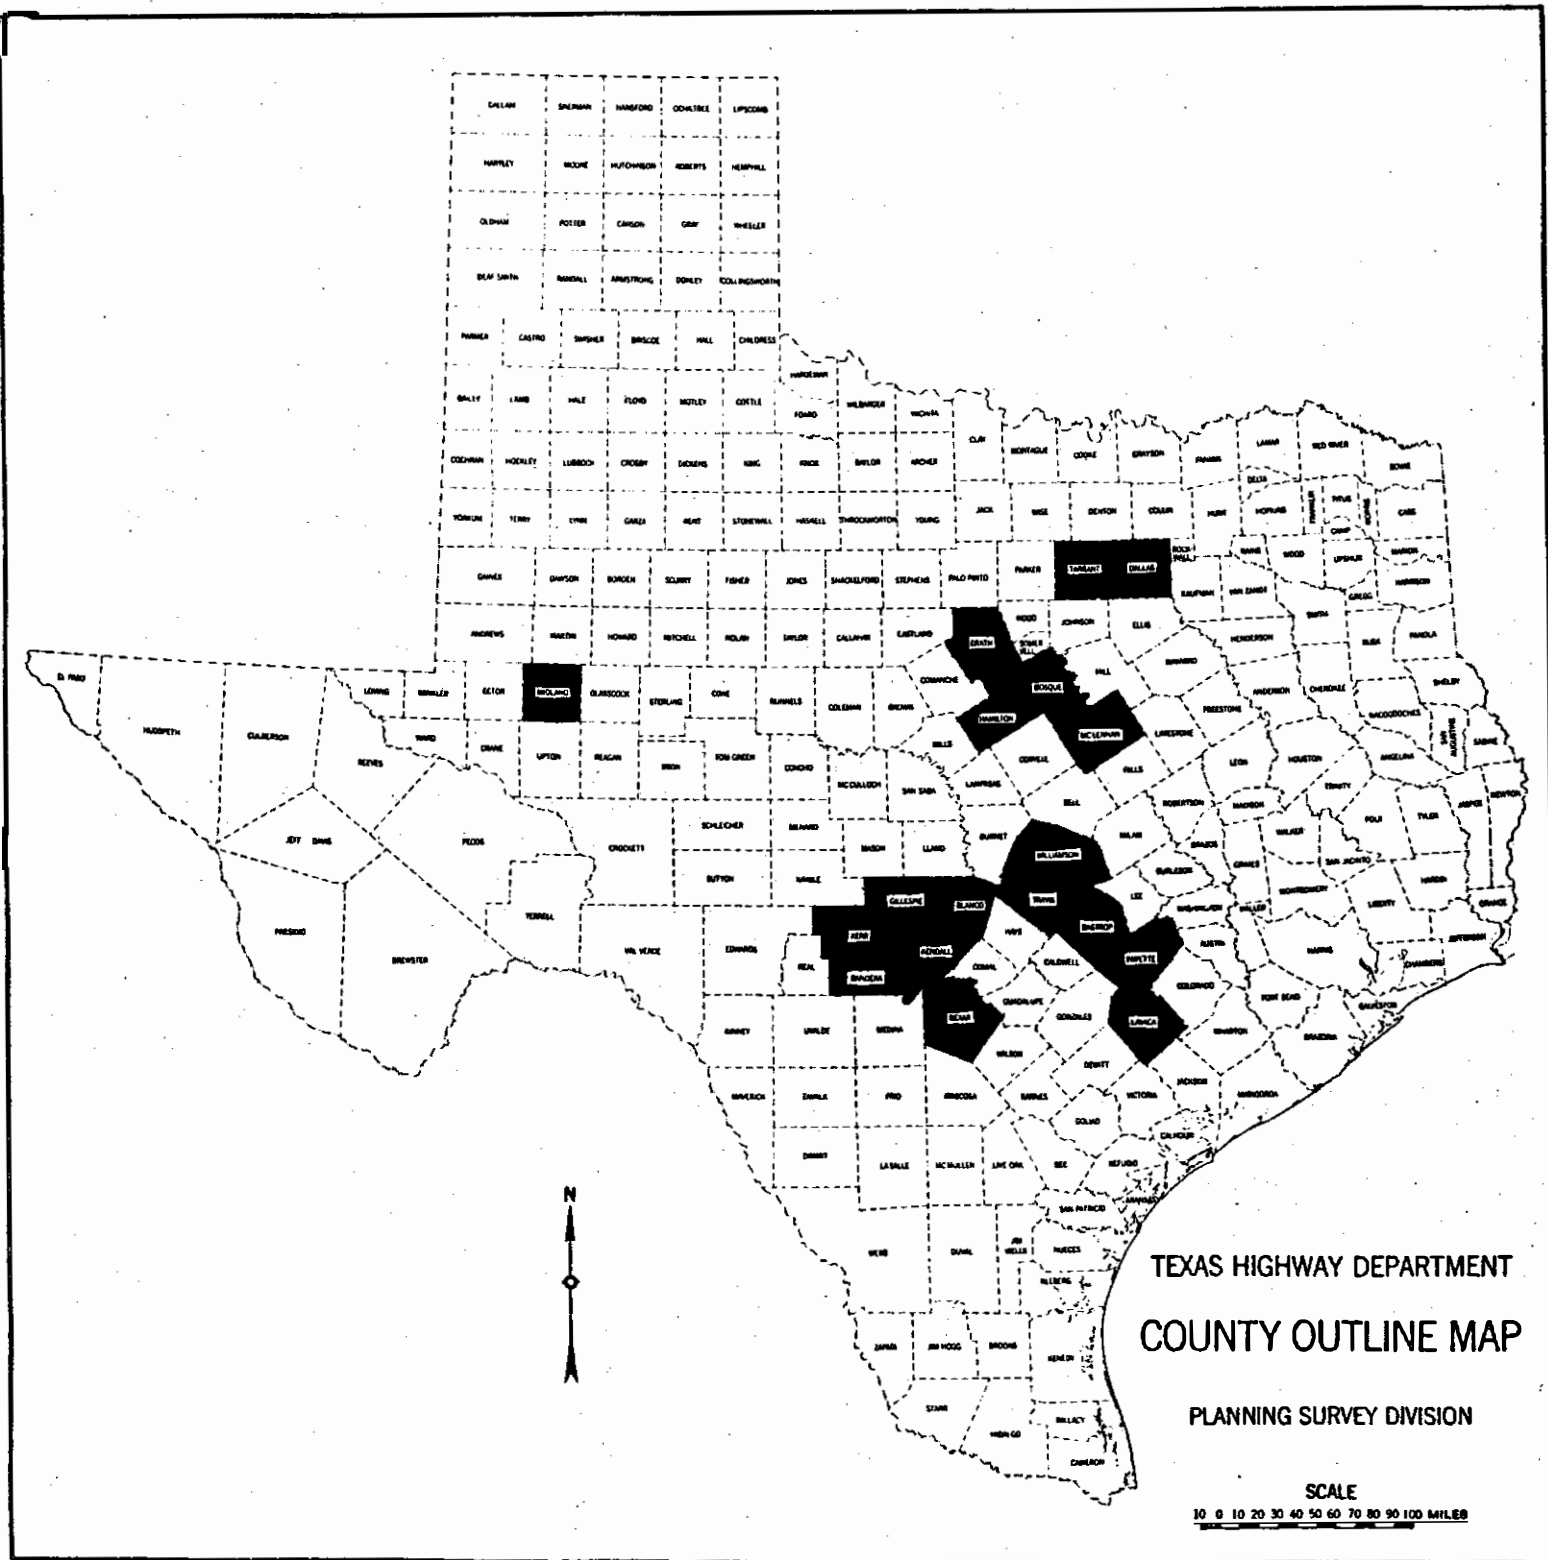 DALLAM SHERMAN HANSFORD OCHILTREE LIPSCOMB
HARTLEY MOORE HUTCHINSON ROBERTS HEMPHILL
OLDHAM POTTER CARSON GRAY WHEELER
DEAF SMITH RANDALL ARMSTRONG DONLEY COLLINGSWORTH
PARMER CASTRO SWISHER BRISCOE HALL CHILDRESS
HARDEMAN
BAILEY LAMB HALE FLOYD MOTLEY COTTLE FOARD WILBARGER WICHITA
CLAY MONTAGUE COOKE GRAYSON FANNIN LAMAR RED RIVER BOWIE
COCHRAN HOCKLEY LUBBOCK CROSBY DICKENS KING KNOX BAYLOR ARCHER
DELTA
YOAKUM TERRY LYNN GARZA KENT STONEWALL HASKELL THROCKMORTON YOUNG JACK WISE DENTON COLLIN HUNT HOPKINS FRANKLIN TITUS MORRIS CASS
CAMP
GAINES DAWSON BORDEN SCURRY FISHER JONES SHACKELFORD STEPHENS PALO PINTO PARKER TARRANT DALLAS ROCK
WALL RAINS WOOD UPSHUR MARION
KAUFMAN VAN ZANDT GREGG HARRISON
ANDREWS MARTIN HOWARD MITCHELL NOLAN TAYLOR CALLAHAN EASTLAND ERATH HOOD JOHNSON ELLIS HENDERSON SMITH RUSK PANOLA
SOMER
VELL
EL PASO HUDSPETH CULBERSON REEVES LOVING WINKLER ECTOR MIDLAND GLASSCOCK STERLING COKE RUNNELS COLEMAN BROWN COMANCHE BOSQUE HILL NAVARRO ANDERSON CHEROKEE SHELBY
HAMILTON MCLENNAN LIMESTONE FREESTONE NACOGDOCHES SAN
AUGUSTINE SABINE
WARD CRANE UPTON REAGAN IRION TOM GREEN CONCHO MCCULLOCH SAN SABA MILLS LAMPASAS CORYELL FALLS LEON HOUSTON ANGELINA
BELL ROBERTSON MADISON TRINITY POLK TYLER JASPER NEWTON
JEFF DAVIS PECOS CROCKETT SCHLEICHER MENARD MASON LLANO BURNET WILLIAMSON MILAM BRAZOS GRIMES WALKER SAN JACINTO HARDIN
SUTTON KIMBLE GILLESPIE BLANCO TRAVIS LEE BURLESON WASHINGTON WALLER MONTGOMERY LIBERTY ORANGE
PRESIDIO BREWSTER TERRELL VAL VERDE EDWARDS REAL KERR KENDALL HAYS BASTROP FAYETTE AUSTIN HARRIS JEFFERSON
BANDERA COMAL CALDWELL COLORADO CHAMBERS
KINNEY UVALDE MEDINA BEXAR GUADALUPE GONZALES LAVACA WHARTON FORT BEND BRAZORIA GALVESTON
WILSON DEWITT
MAVERICK ZAVALA FRIO ATASCOSA KARNES VICTORIA JACKSON MATAGORDA
GOLIAD CALHOUN
DIMMIT LA SALLE MC MULLEN LIVE OAK BEE REFUGIO
SAN PATRICIO ARANSAS
WEBB DUVAL JIM
WELLS NUECES
KLEBERG
ZAPATA JIM HOGG BROOKS KENEDY
STARR HIDALGO WILLACY
CAMERON
N
TEXAS HIGHWAY DEPARTMENT
COUNTY OUTLINE MAP
PLANNING SURVEY DIVISION
SCALE
10 0 10 20 30 40 50 60 70 80 90 100 MILES